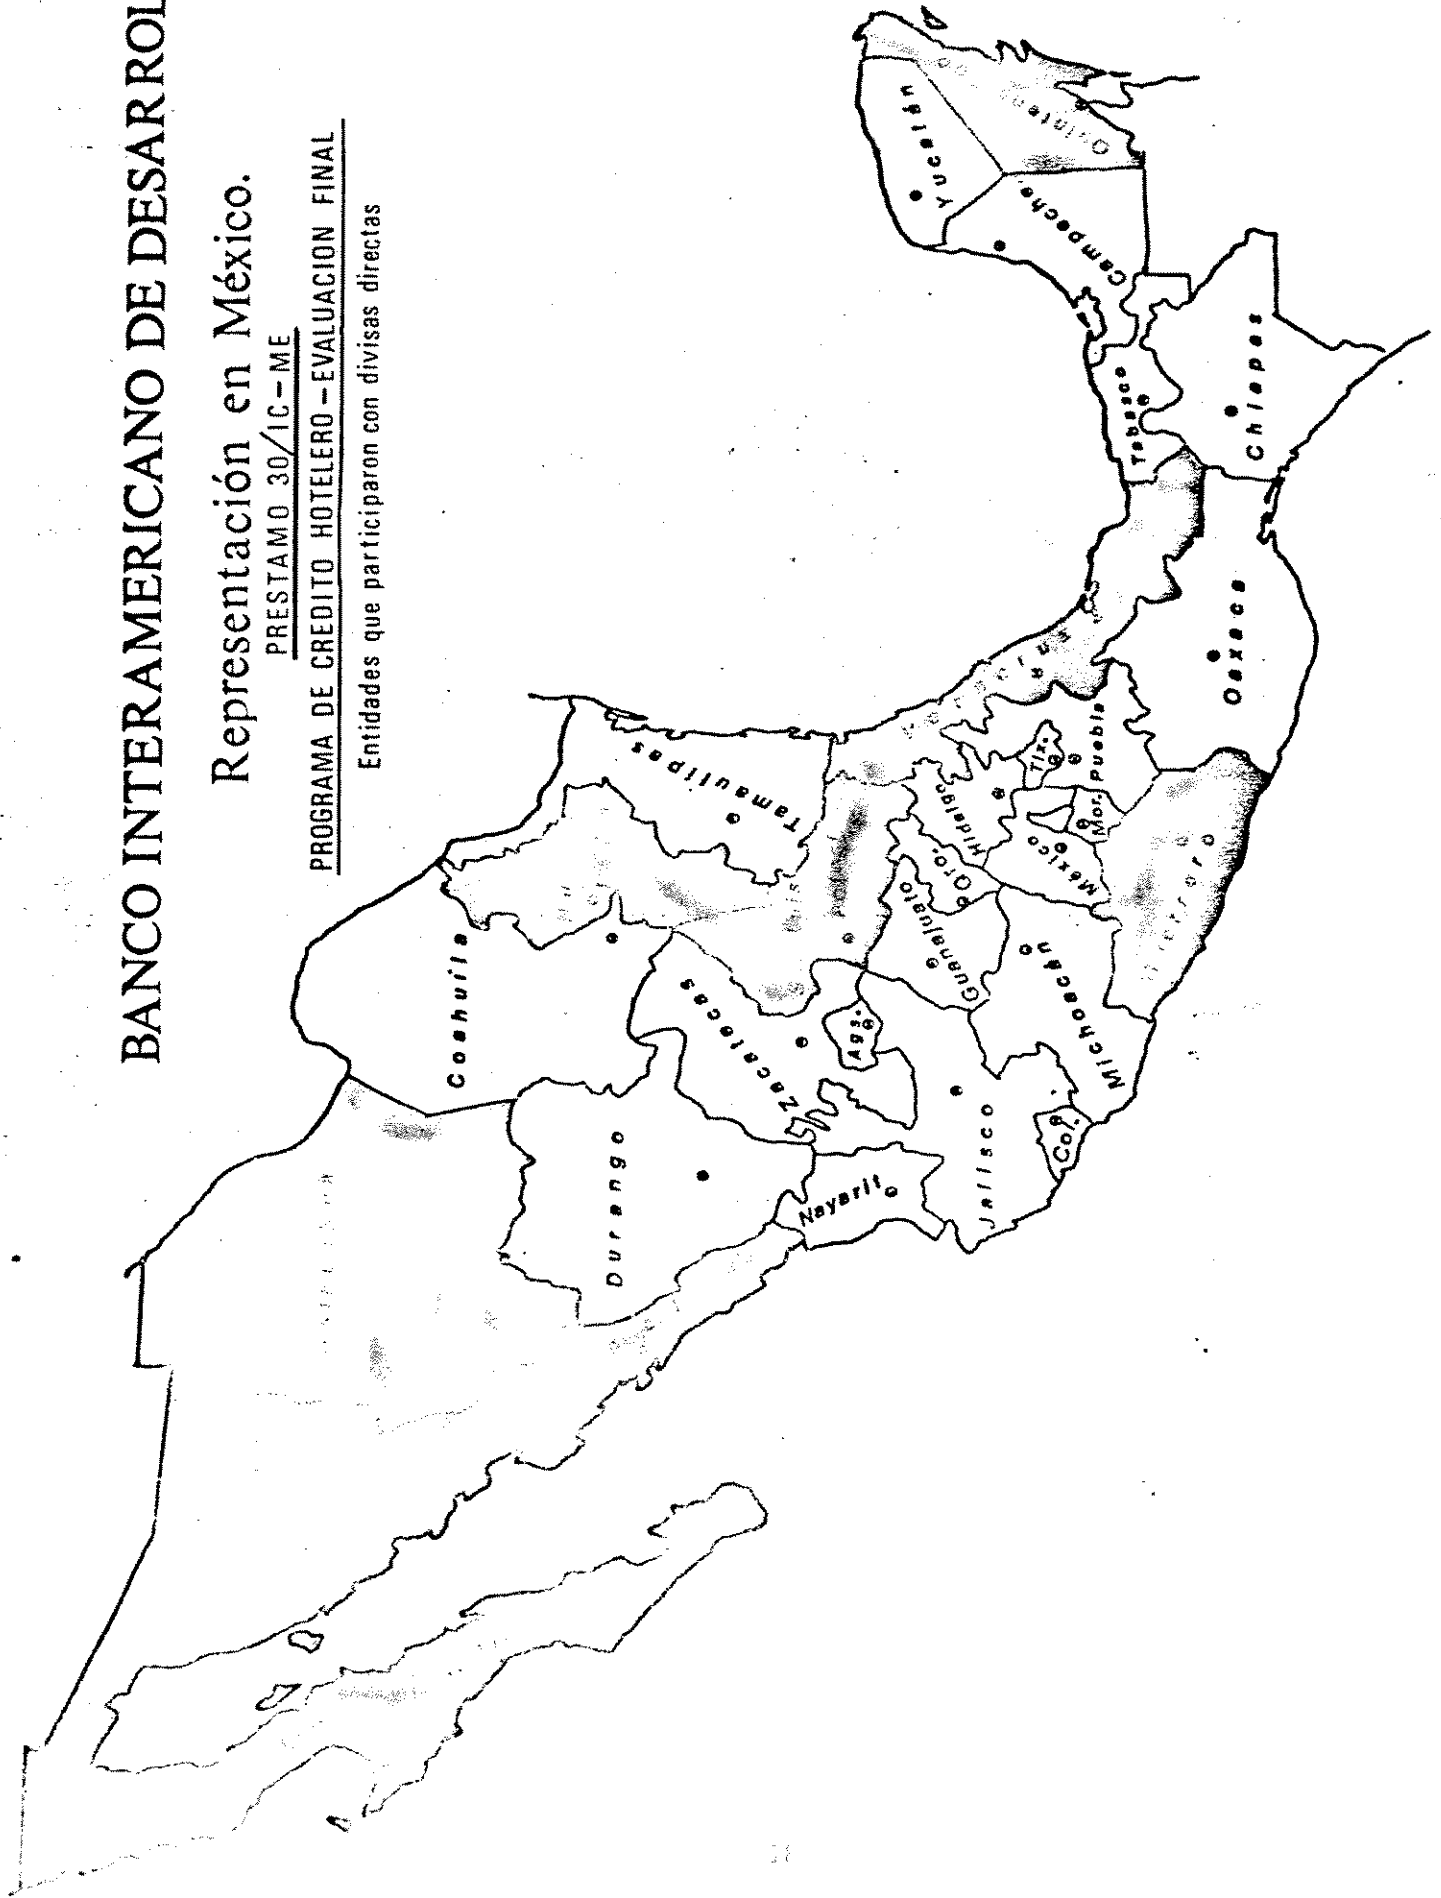 BANCO INTERAMERICANO DE DESARROL
Representación en México.
PRESTAMO 30/IC-ME
PROGRAMA DE CREDITO HOTELERO-EVALUACION FINAL
Entidades que participaron con divisas directas
Coahuila
Tamaulipas
Durango
Zacatecas
Nayarit
Ags.
Jalisco
Guanajuato
Qro.
Hidalgo
Col.
Michoacán
México
Mor.
Tlx.
Puebla
Guerrero
Oaxaca
Tabasco
Chiapas
Campeche
Yucatán
Quintana